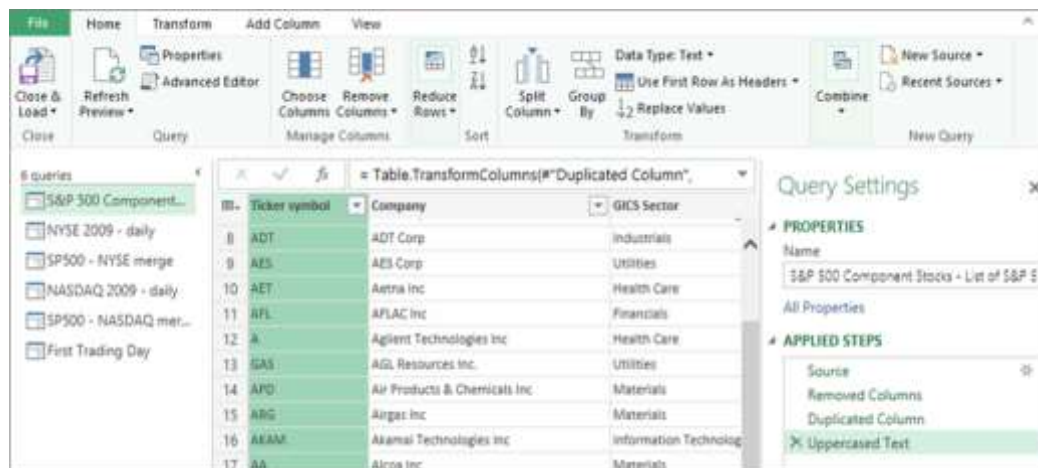 File Home Transform Add Column View
Close & Load
Close
Refresh Preview
Properties
Advanced Editor
Query
Choose Columns
Remove Columns
Manage Columns
Reduce Rows
Sort
Split Column
Group By
Data Type: Text
Use First Row As Headers
Replace Values
Transform
Combine
New Source
Recent Sources
New Query
6 queries
S&P 500 Component...
NYSE 2009 - daily
SP500 - NYSE merge
NASDAQ 2009 - daily
SP500 - NASDAQ mer...
First Trading Day
fx = Table.TransformColumns(#"Duplicated Column",
Ticker symbol Company GICS Sector
8 ADT ADT Corp Industrials
9 AES AES Corp Utilities
10 AET Aetna Inc Health Care
11 AFL AFLAC Inc Financials
12 A Agilent Technologies Inc Health Care
13 GAS AGL Resources Inc. Utilities
14 APD Air Products & Chemicals Inc Materials
15 ARG Airgas Inc Materials
16 AKAM Akamai Technologies Inc Information Technolog
17 AA Alcoa Inc Materials
Query Settings
PROPERTIES
Name
S&P 500 Component Stocks - List of S&P 5
All Properties
APPLIED STEPS
Source
Removed Columns
Duplicated Column
Uppercased Text